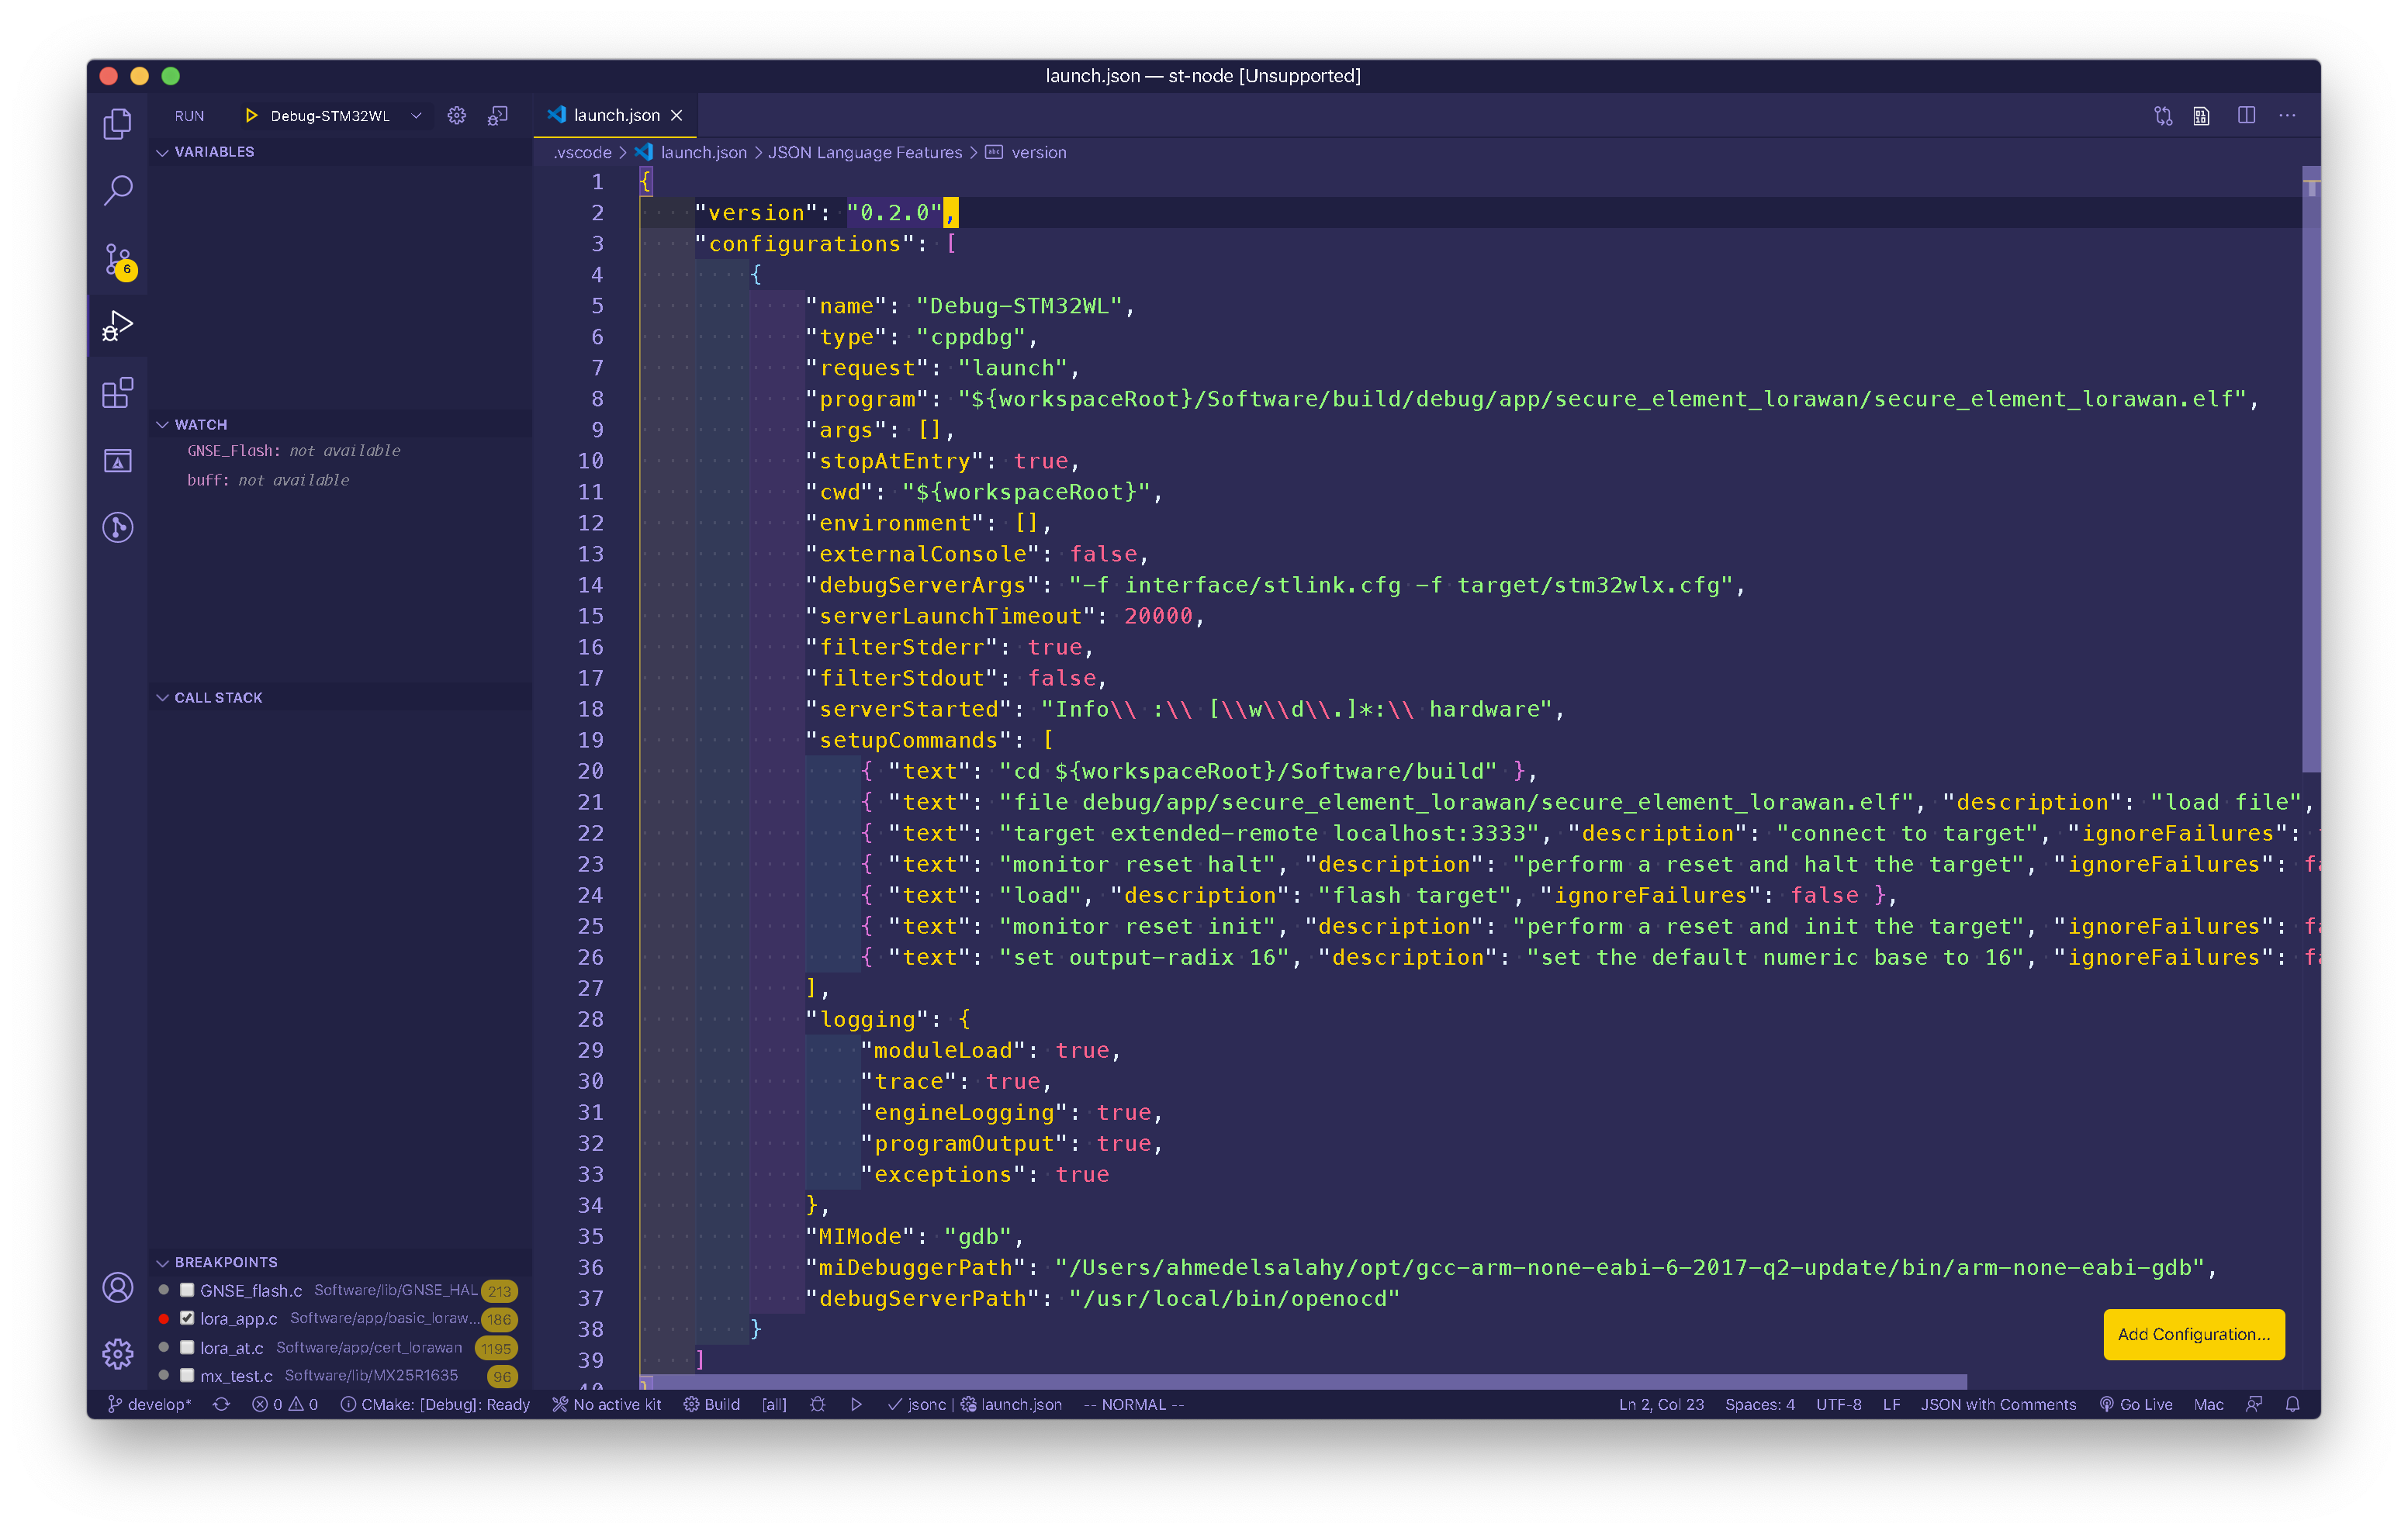 launch.json — st-node [Unsupported]
RUN Debug-STM32WL
launch.json
.vscode > launch.json > JSON Language Features > version
VARIABLES
WATCH
GNSE_Flash: not available
buff: not available
CALL STACK
BREAKPOINTS
GNSE_flash.c Software/lib/GNSE_HAL 213
lora_app.c Software/app/basic_loraw... 186
lora_at.c Software/app/cert_lorawan 1195
mx_test.c Software/lib/MX25R1635 96
6
1 {
2 "version": "0.2.0",
3 "configurations": [
4 {
5 "name": "Debug-STM32WL",
6 "type": "cppdbg",
7 "request": "launch",
8 "program": "${workspaceRoot}/Software/build/debug/app/secure_element_lorawan/secure_element_lorawan.elf",
9 "args": [],
10 "stopAtEntry": true,
11 "cwd": "${workspaceRoot}",
12 "environment": [],
13 "externalConsole": false,
14 "debugServerArgs": "-f interface/stlink.cfg -f target/stm32wlx.cfg",
15 "serverLaunchTimeout": 20000,
16 "filterStderr": true,
17 "filterStdout": false,
18 "serverStarted": "Info\\ :\\ [\\w\\d\\.]*:\\ hardware",
19 "setupCommands": [
20 { "text": "cd ${workspaceRoot}/Software/build" },
21 { "text": "file debug/app/secure_element_lorawan/secure_element_lorawan.elf", "description": "load file",
22 { "text": "target extended-remote localhost:3333", "description": "connect to target", "ignoreFailures":
23 { "text": "monitor reset halt", "description": "perform a reset and halt the target", "ignoreFailures": fa
24 { "text": "load", "description": "flash target", "ignoreFailures": false },
25 { "text": "monitor reset init", "description": "perform a reset and init the target", "ignoreFailures": fa
26 { "text": "set output-radix 16", "description": "set the default numeric base to 16", "ignoreFailures": fa
27 ],
28 "logging": {
29 "moduleLoad": true,
30 "trace": true,
31 "engineLogging": true,
32 "programOutput": true,
33 "exceptions": true
34 },
35 "MIMode": "gdb",
36 "miDebuggerPath": "/Users/ahmedelsalahy/opt/gcc-arm-none-eabi-6-2017-q2-update/bin/arm-none-eabi-gdb",
37 "debugServerPath": "/usr/local/bin/openocd"
38 }
39 ]
40 }
Add Configuration...
develop* 0 0 CMake: [Debug]: Ready No active kit Build [all] jsonc | launch.json -- NORMAL -- Ln 2, Col 23 Spaces: 4 UTF-8 LF JSON with Comments Go Live Mac